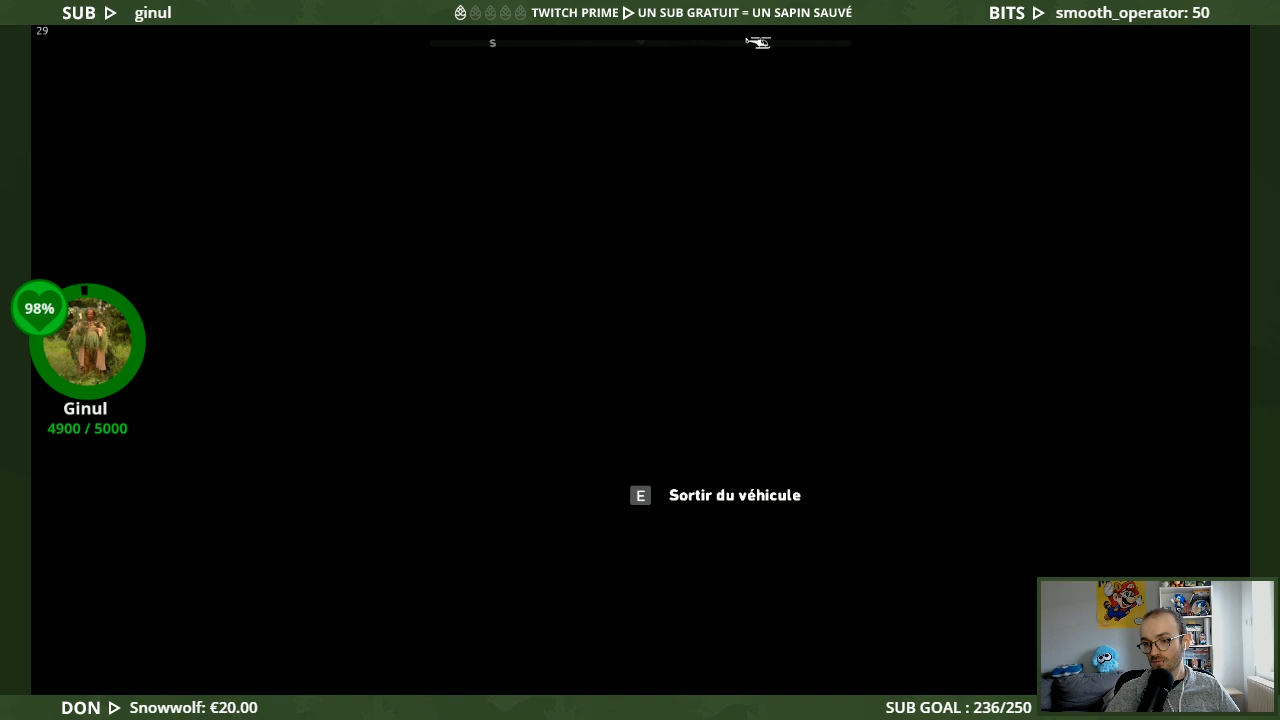 SUB ginul
TWITCH PRIME UN SUB GRATUIT = UN SAPIN SAUVÉ
BITS smooth_operator: 50
29
S
98%
Ginul
4900 / 5000
E Sortir du véhicule
DON Snowwolf: €20.00
SUB GOAL : 236/250